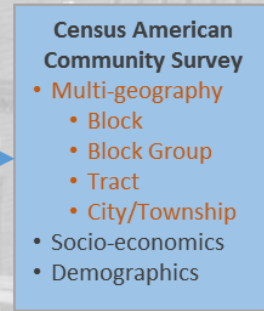 Census American
Community Survey
• Multi-geography
• Block
• Block Group
• Tract
• City/Township
• Socio-economics
• Demographics